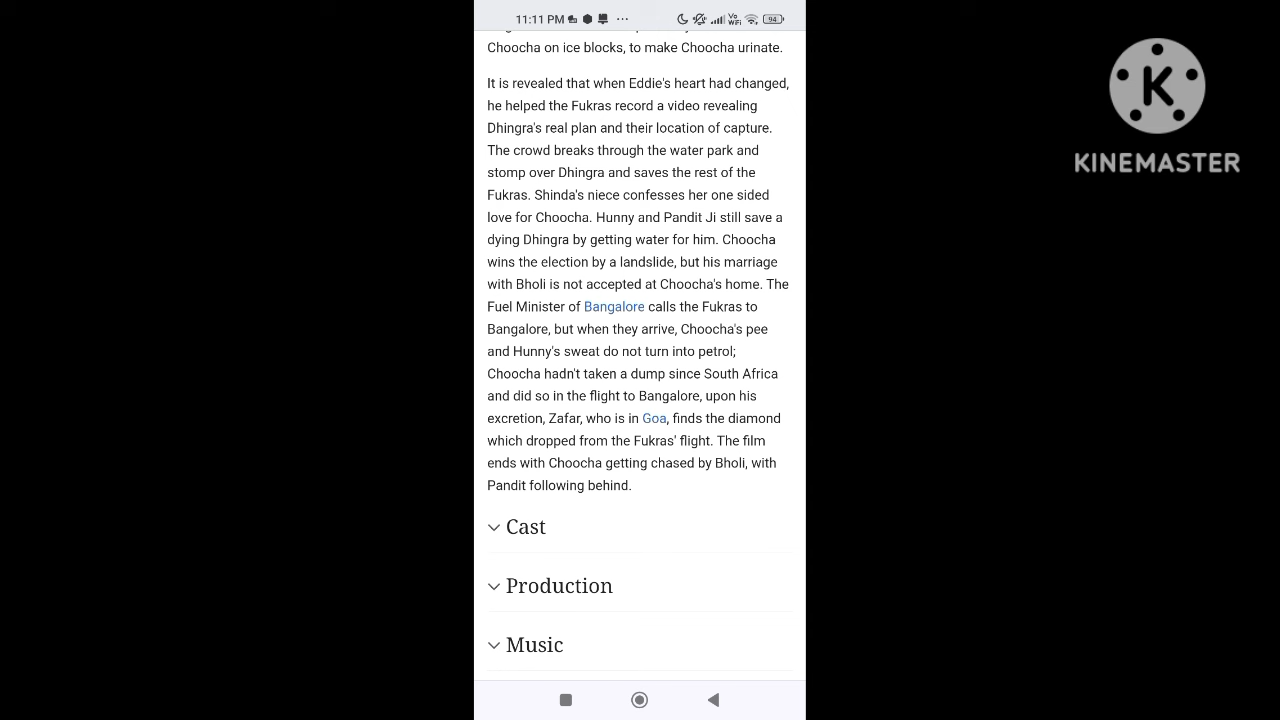 11:11 PM
Vo WiFi 94
Choocha on ice blocks, to make Choocha urinate.
It is revealed that when Eddie's heart had changed,
he helped the Fukras record a video revealing
Dhingra's real plan and their location of capture.
The crowd breaks through the water park and
stomp over Dhingra and saves the rest of the
Fukras. Shinda's niece confesses her one sided
love for Choocha. Hunny and Pandit Ji still save a
dying Dhingra by getting water for him. Choocha
wins the election by a landslide, but his marriage
with Bholi is not accepted at Choocha's home. The
Fuel Minister of Bangalore calls the Fukras to
Bangalore, but when they arrive, Choocha's pee
and Hunny's sweat do not turn into petrol;
Choocha hadn't taken a dump since South Africa
and did so in the flight to Bangalore, upon his
excretion, Zafar, who is in Goa, finds the diamond
which dropped from the Fukras' flight. The film
ends with Choocha getting chased by Bholi, with
Pandit following behind.
Cast
Production
Music
K
KINEMASTER